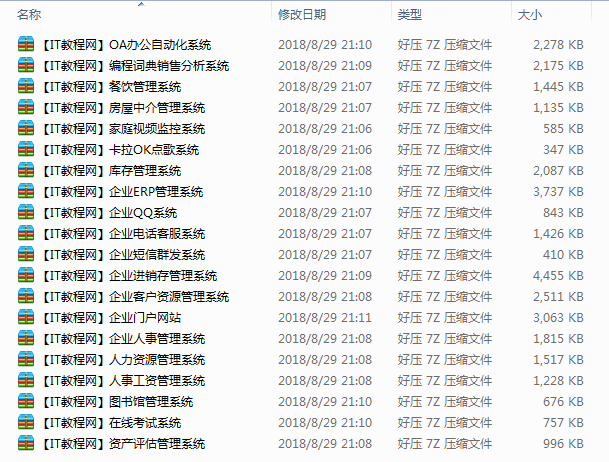 名称 修改日期 类型 大小
【IT教程网】OA办公自动化系统 2018/8/29 21:10 好压 7Z 压缩文件 2,278 KB
【IT教程网】编程词典销售分析系统 2018/8/29 21:09 好压 7Z 压缩文件 2,175 KB
【IT教程网】餐饮管理系统 2018/8/29 21:07 好压 7Z 压缩文件 1,445 KB
【IT教程网】房屋中介管理系统 2018/8/29 21:07 好压 7Z 压缩文件 1,135 KB
【IT教程网】家庭视频监控系统 2018/8/29 21:06 好压 7Z 压缩文件 585 KB
【IT教程网】卡拉OK点歌系统 2018/8/29 21:06 好压 7Z 压缩文件 347 KB
【IT教程网】库存管理系统 2018/8/29 21:08 好压 7Z 压缩文件 2,087 KB
【IT教程网】企业ERP管理系统 2018/8/29 21:10 好压 7Z 压缩文件 3,737 KB
【IT教程网】企业QQ系统 2018/8/29 21:07 好压 7Z 压缩文件 843 KB
【IT教程网】企业电话客服系统 2018/8/29 21:07 好压 7Z 压缩文件 1,426 KB
【IT教程网】企业短信群发系统 2018/8/29 21:07 好压 7Z 压缩文件 410 KB
【IT教程网】企业进销存管理系统 2018/8/29 21:09 好压 7Z 压缩文件 4,455 KB
【IT教程网】企业客户资源管理系统 2018/8/29 21:08 好压 7Z 压缩文件 2,511 KB
【IT教程网】企业门户网站 2018/8/29 21:11 好压 7Z 压缩文件 3,063 KB
【IT教程网】企业人事管理系统 2018/8/29 21:08 好压 7Z 压缩文件 1,815 KB
【IT教程网】人力资源管理系统 2018/8/29 21:08 好压 7Z 压缩文件 1,517 KB
【IT教程网】人事工资管理系统 2018/8/29 21:08 好压 7Z 压缩文件 1,228 KB
【IT教程网】图书馆管理系统 2018/8/29 21:10 好压 7Z 压缩文件 676 KB
【IT教程网】在线考试系统 2018/8/29 21:10 好压 7Z 压缩文件 757 KB
【IT教程网】资产评估管理系统 2018/8/29 21:08 好压 7Z 压缩文件 996 KB